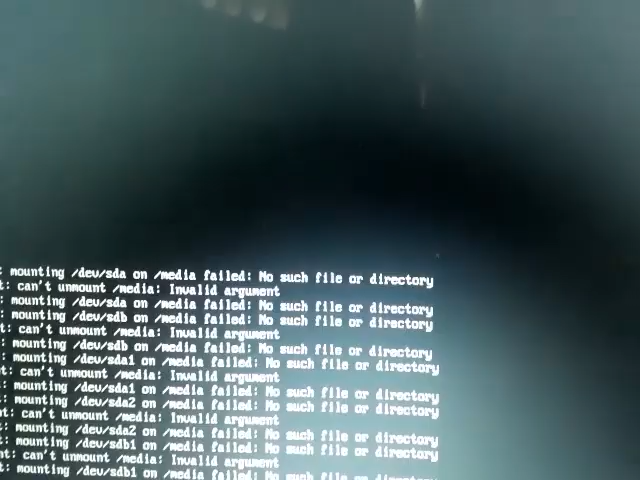 : mounting /dev/sda on /media failed: No such file or directory
t: can't unmount /media: Invalid argument
: mounting /dev/sda on /media failed: No such file or directory
: mounting /dev/sdb on /media failed: No such file or directory
t: can't unmount /media: Invalid argument
: mounting /dev/sdb on /media failed: No such file or directory
: mounting /dev/sda1 on /media failed: No such file or directory
nt: can't unmount /media: Invalid argument
t: mounting /dev/sda1 on /media failed: No such file or directory
t: mounting /dev/sda2 on /media failed: No such file or directory
nt: can't unmount /media: Invalid argument
t: mounting /dev/sda2 on /media failed: No such file or directory
t: mounting /dev/sdb1 on /media failed: No such file or directory
nt: can't unmount /media: Invalid argument
t: mounting /dev/sdb1 on /media failed: No such file or directory